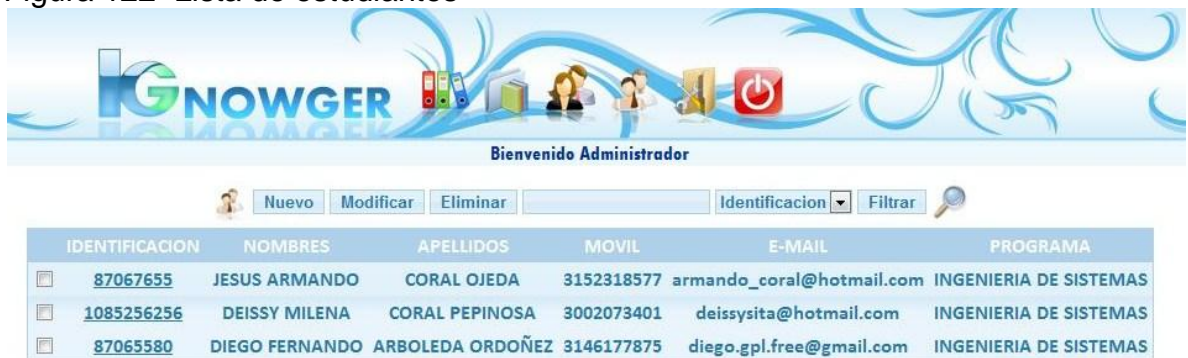 Figura 122 Lista de estudiantes
IGNOWGER
Bienvenido Administrador
Nuevo Modificar Eliminar Identificacion Filtrar
IDENTIFICACION NOMBRES APELLIDOS MOVIL E-MAIL PROGRAMA
87067655 JESUS ARMANDO CORAL OJEDA 3152318577 armando_coral@hotmail.com INGENIERIA DE SISTEMAS
1085256256 DEISSY MILENA CORAL PEPINOSA 3002073401 deissysita@hotmail.com INGENIERIA DE SISTEMAS
87065580 DIEGO FERNANDO ARBOLEDA ORDOÑEZ 3146177875 diego.gpl.free@gmail.com INGENIERIA DE SISTEMAS